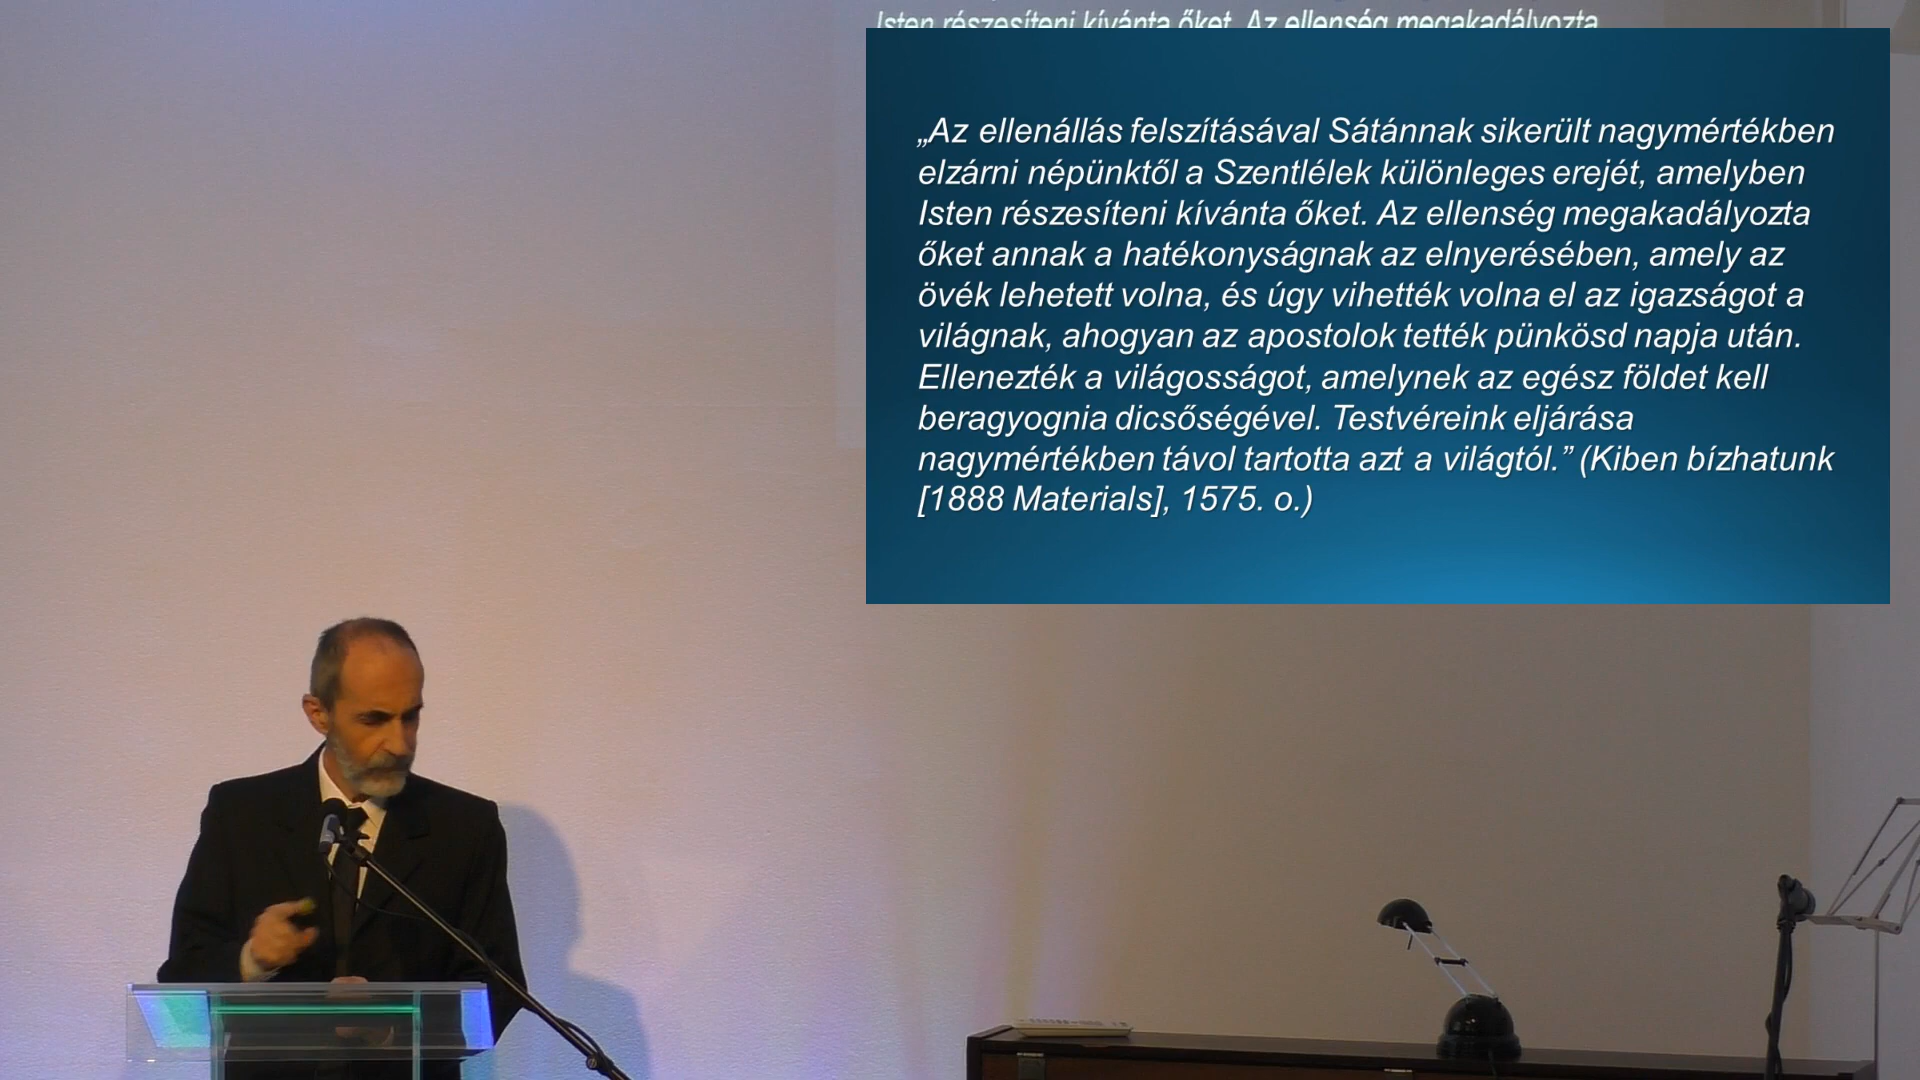 Isten részesíteni kívánta őket. Az ellenség megakadályozta
„Az ellenállás felszításával Sátánnak sikerült nagymértékben
elzárni népünktől a Szentlélek különleges erejét, amelyben
Isten részesíteni kívánta őket. Az ellenség megakadályozta
őket annak a hatékonyságnak az elnyerésében, amely az
övék lehetett volna, és úgy vihették volna el az igazságot a
világnak, ahogyan az apostolok tették pünkösd napja után.
Ellenezték a világosságot, amelynek az egész földet kell
beragyognia dicsőségével. Testvéreink eljárása
nagymértékben távol tartotta azt a világtól.” (Kiben bízhatunk
[1888 Materials], 1575. o.)